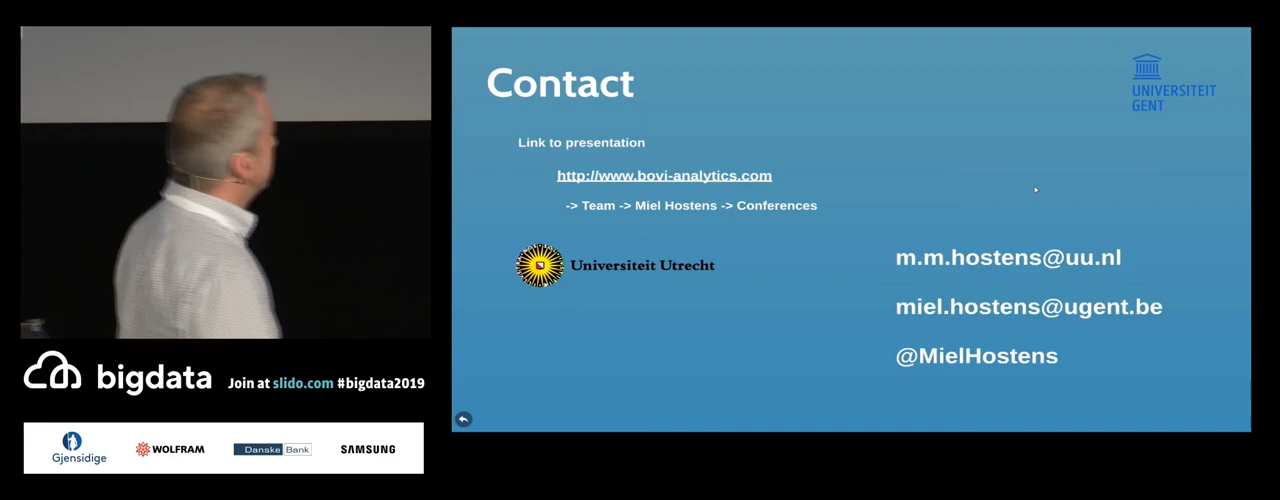 Contact
UNIVERSITEIT
GENT
Link to presentation
http://www.bovi-analytics.com
-> Team -> Miel Hostens -> Conferences
Universiteit Utrecht
m.m.hostens@uu.nl
miel.hostens@ugent.be
@MielHostens
bigdata
Join at slido.com #bigdata2019
Gjensidige
WOLFRAM
Danske Bank
SAMSUNG